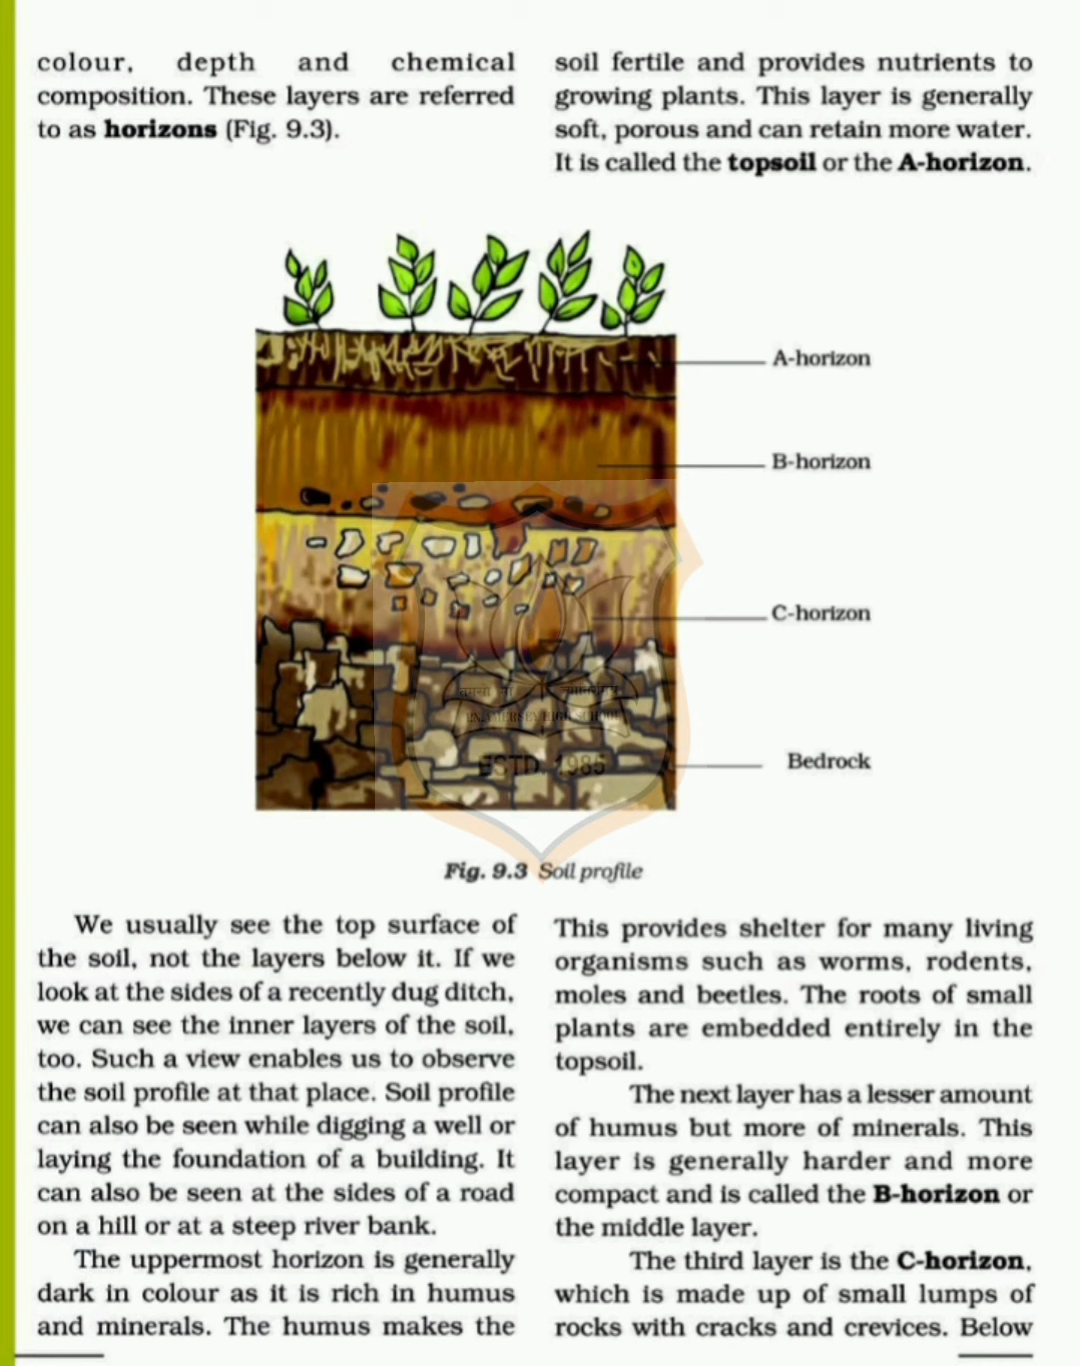 colour, depth and chemical
composition. These layers are referred
to as horizons (Fig. 9.3).
soil fertile and provides nutrients to
growing plants. This layer is generally
soft, porous and can retain more water.
It is called the topsoil or the A-horizon.
A-horizon
B-horizon
C-horizon
Bedrock
ESTD. 1985
Fig. 9.3 Soil profile
We usually see the top surface of
the soil, not the layers below it. If we
look at the sides of a recently dug ditch,
we can see the inner layers of the soil,
too. Such a view enables us to observe
the soil profile at that place. Soil profile
can also be seen while digging a well or
laying the foundation of a building. It
can also be seen at the sides of a road
on a hill or at a steep river bank.
The uppermost horizon is generally
dark in colour as it is rich in humus
and minerals. The humus makes the
This provides shelter for many living
organisms such as worms, rodents,
moles and beetles. The roots of small
plants are embedded entirely in the
topsoil.
The next layer has a lesser amount
of humus but more of minerals. This
layer is generally harder and more
compact and is called the B-horizon or
the middle layer.
The third layer is the C-horizon,
which is made up of small lumps of
rocks with cracks and crevices. Below